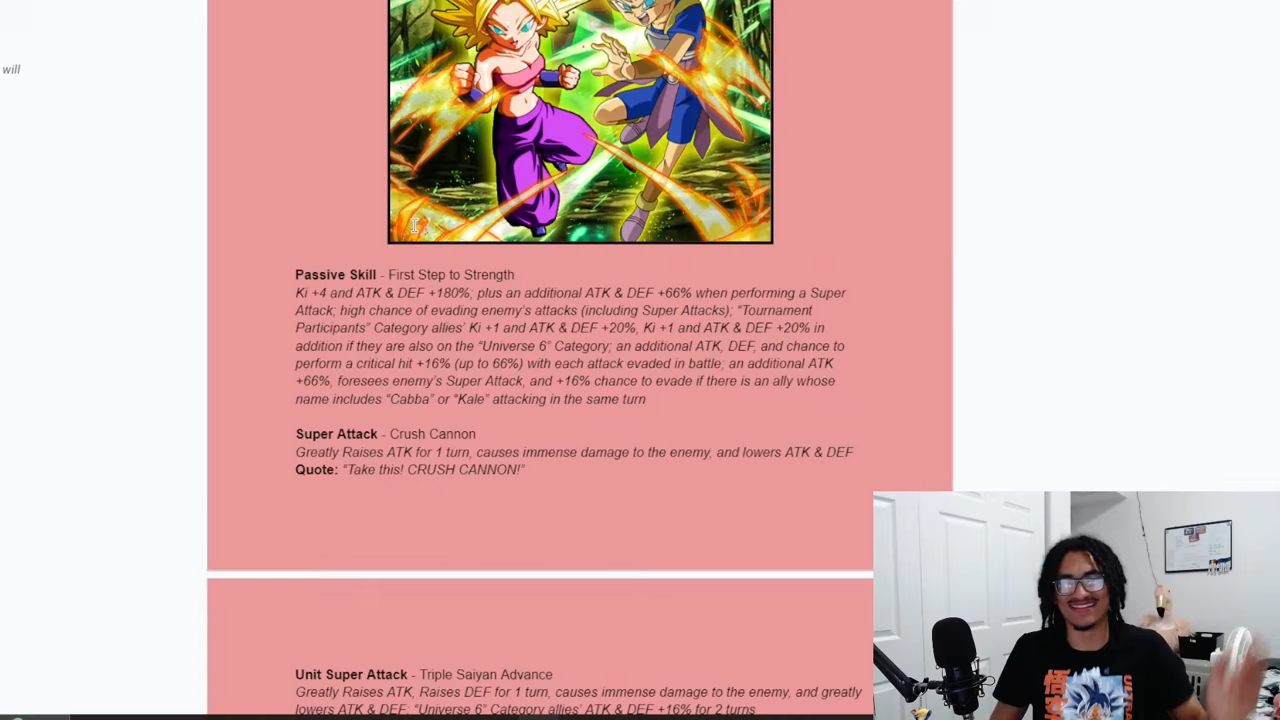 will
Passive Skill - First Step to Strength
Ki +4 and ATK & DEF +180%; plus an additional ATK & DEF +66% when performing a Super
Attack; high chance of evading enemy's attacks (including Super Attacks); "Tournament
Participants" Category allies' Ki +1 and ATK & DEF +20%, Ki +1 and ATK & DEF +20% in
addition if they are also on the "Universe 6" Category; an additional ATK, DEF, and chance to
perform a critical hit +16% (up to 66%) with each attack evaded in battle; an additional ATK
+66%, foresees enemy's Super Attack, and +16% chance to evade if there is an ally whose
name includes "Cabba" or "Kale" attacking in the same turn
Super Attack - Crush Cannon
Greatly Raises ATK for 1 turn, causes immense damage to the enemy, and lowers ATK & DEF
Quote: "Take this! CRUSH CANNON!"
Unit Super Attack - Triple Saiyan Advance
Greatly Raises ATK, Raises DEF for 1 turn, causes immense damage to the enemy, and greatly
lowers ATK & DEF; "Universe 6" Category allies' ATK & DEF +16% for 2 turns